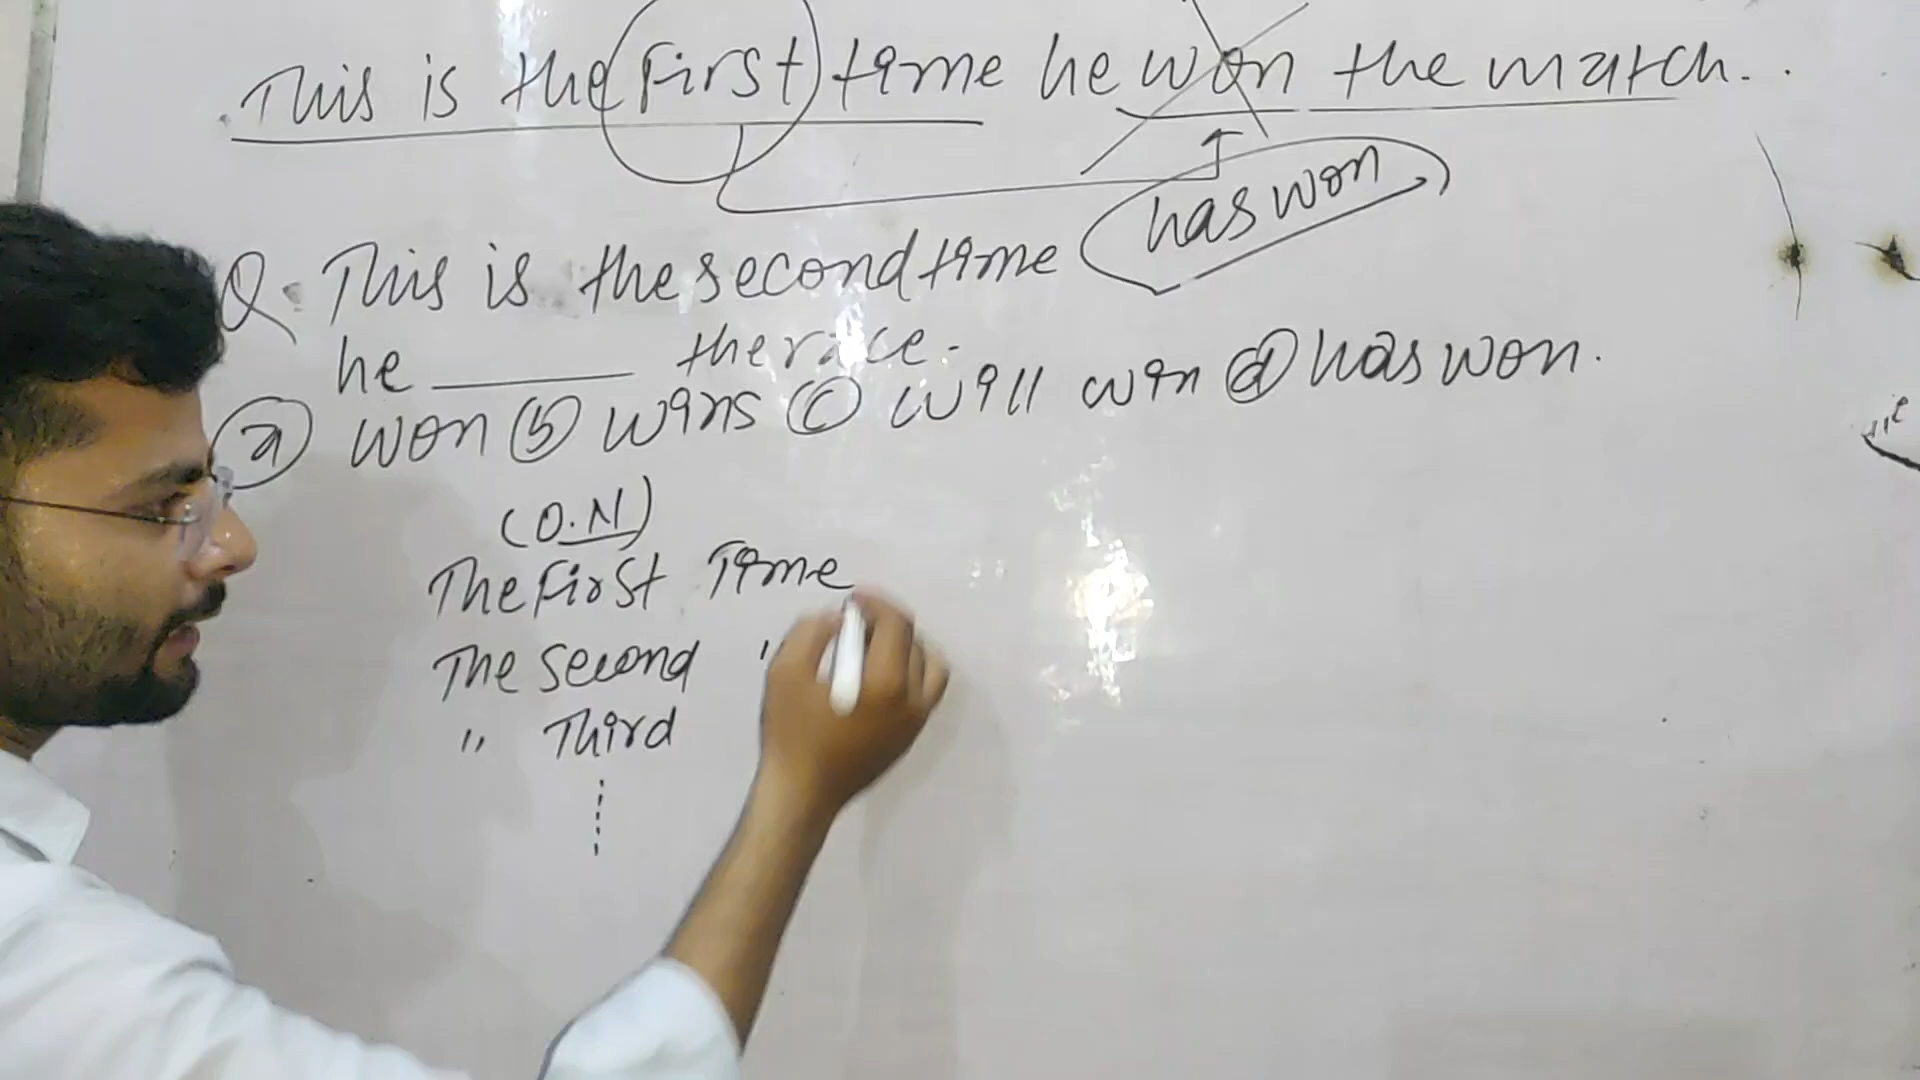 This is the First time he won the match.
has won
Q. This is the second time
he ______ the race.
(a) won (b) wins (c) will win (d) has won.
(O.N)
The First Time
The Second "
" Third